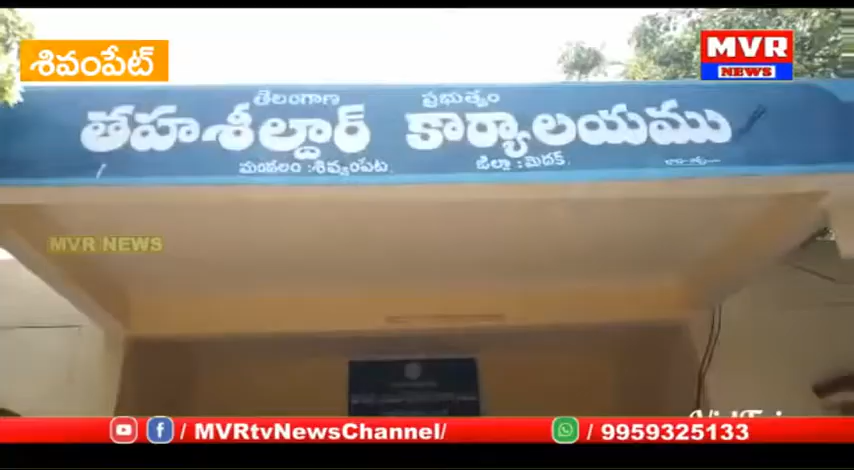 శివంపేట్
MVR
NEWS
తెలంగాణ ప్రభుత్వం
తహశీల్దార్ కార్యాలయము
మండలం :శివ్వంపేట, జిల్లా : మెదక్.
MVR NEWS
/MVRtvNewsChannel/
/ 9959325133